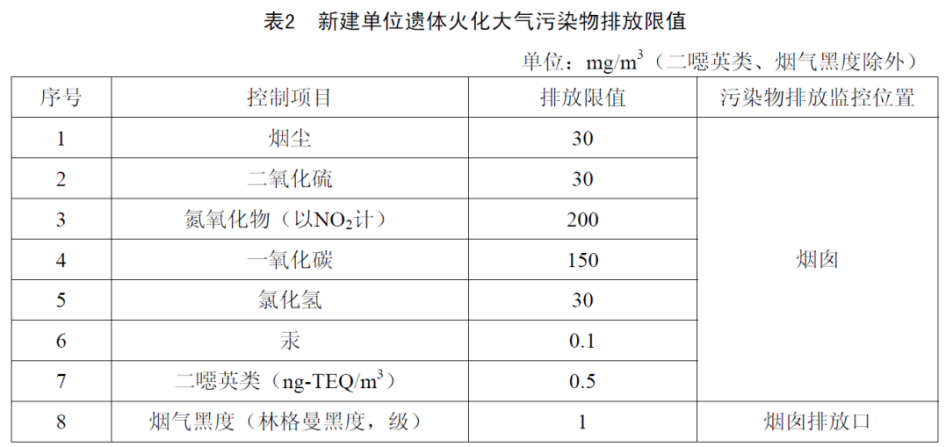 表2 新建单位遗体火化大气污染物排放限值
单位：mg/m³（二噁英类、烟气黑度除外）
序号 控制项目 排放限值 污染物排放监控位置
1 烟尘 30
2 二氧化硫 30
3 氮氧化物（以NO₂计） 200
4 一氧化碳 150 烟囱
5 氯化氢 30
6 汞 0.1
7 二噁英类（ng-TEQ/m³） 0.5
8 烟气黑度（林格曼黑度，级） 1 烟囱排放口